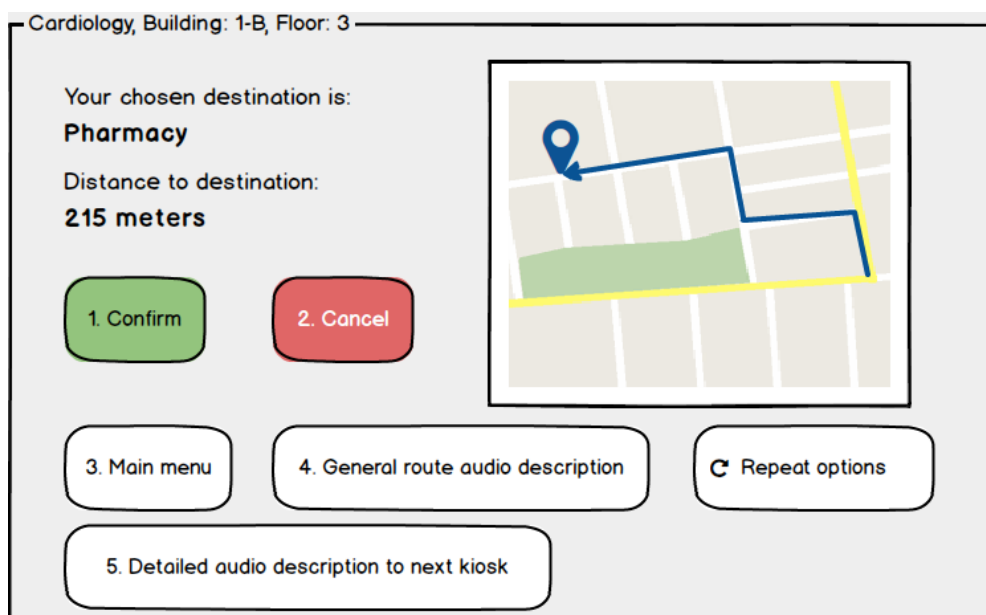 Cardiology, Building: 1-B, Floor: 3
Your chosen destination is:
Pharmacy
Distance to destination:
215 meters
1. Confirm
2. Cancel
3. Main menu
4. General route audio description
Repeat options
5. Detailed audio description to next kiosk